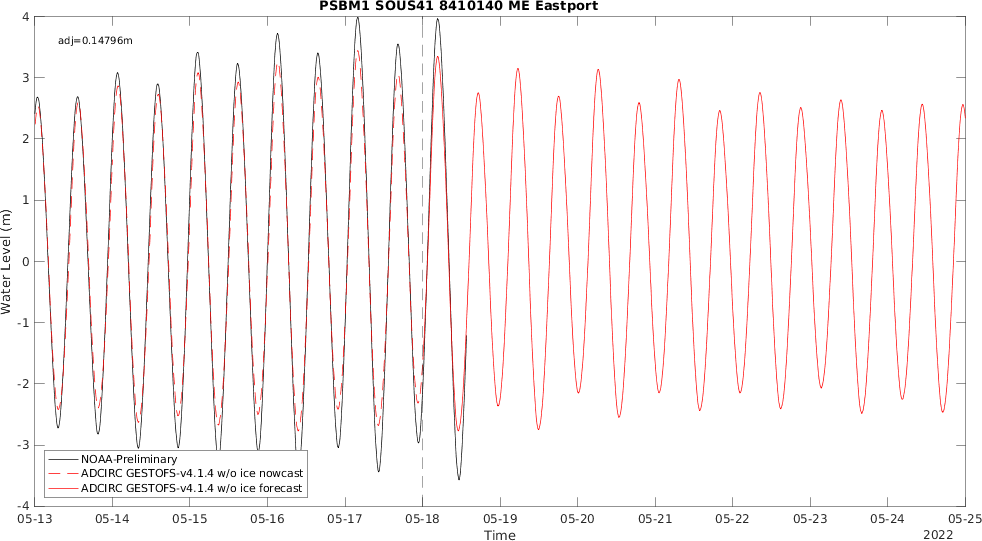 PSBM1 SOUS41 8410140 ME Eastport
adj=0.14796m
4
3
2
1
0
-1
-2
-3
-4
Water Level (m)
NOAA-Preliminary
ADCIRC GESTOFS-v4.1.4 w/o ice nowcast
ADCIRC GESTOFS-v4.1.4 w/o ice forecast
05-13 05-14 05-15 05-16 05-17 05-18 05-19 05-20 05-21 05-22 05-23 05-24 05-25
Time
2022